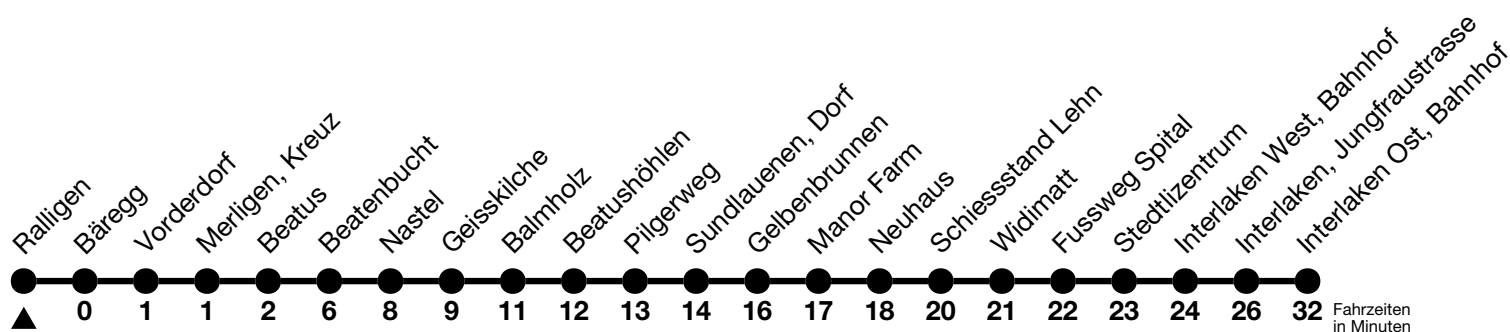 Ralligen
Bäregg
Vorderdorf
Merligen, Kreuz
Beatus
Beatenbucht
Nastel
Geisskilche
Balmholz
Beatushöhlen
Pilgerweg
Sundlauenen, Dorf
Gelbenbrunnen
Manor Farm
Neuhaus
Schiessstand Lehn
Widimatt
Fussweg Spital
Stedtlizentrum
Interlaken West, Bahnhof
Interlaken, Jungfraustrasse
Interlaken Ost, Bahnhof
0 1 1 2 6 8 9 11 12 13 14 16 17 18 20 21 22 23 24 26 32 Fahrzeiten
in Minuten